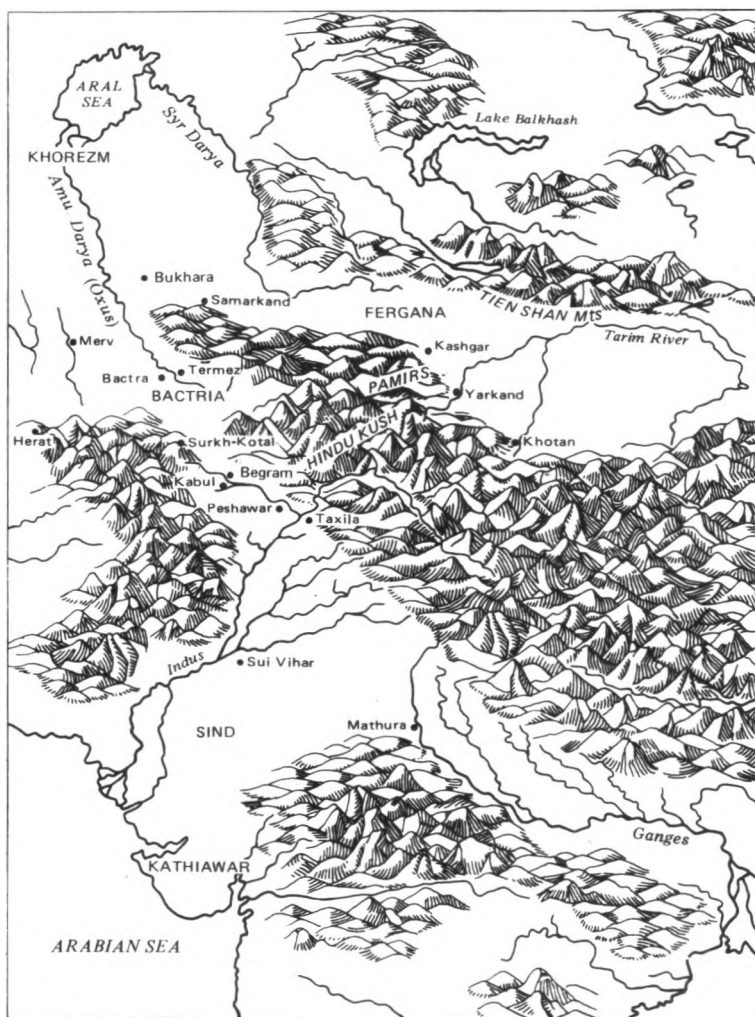 ARAL
SEA
Syr Darya
Lake Balkhash
KHOREZM
Amu Darya (Oxus)
Bukhara
Samarkand
FERGANA
TIEN SHAN Mts
Tarim River
Merv
Kashgar
Bactra
Termez
PAMIRS
BACTRIA
Yarkand
Herat
Surkh-Kotal
HINDU KUSH
Khotan
Begram
Kabul
Peshawar
Taxila
Indus
Sui Vihar
SIND
Mathura
Ganges
KATHIAWAR
ARABIAN SEA